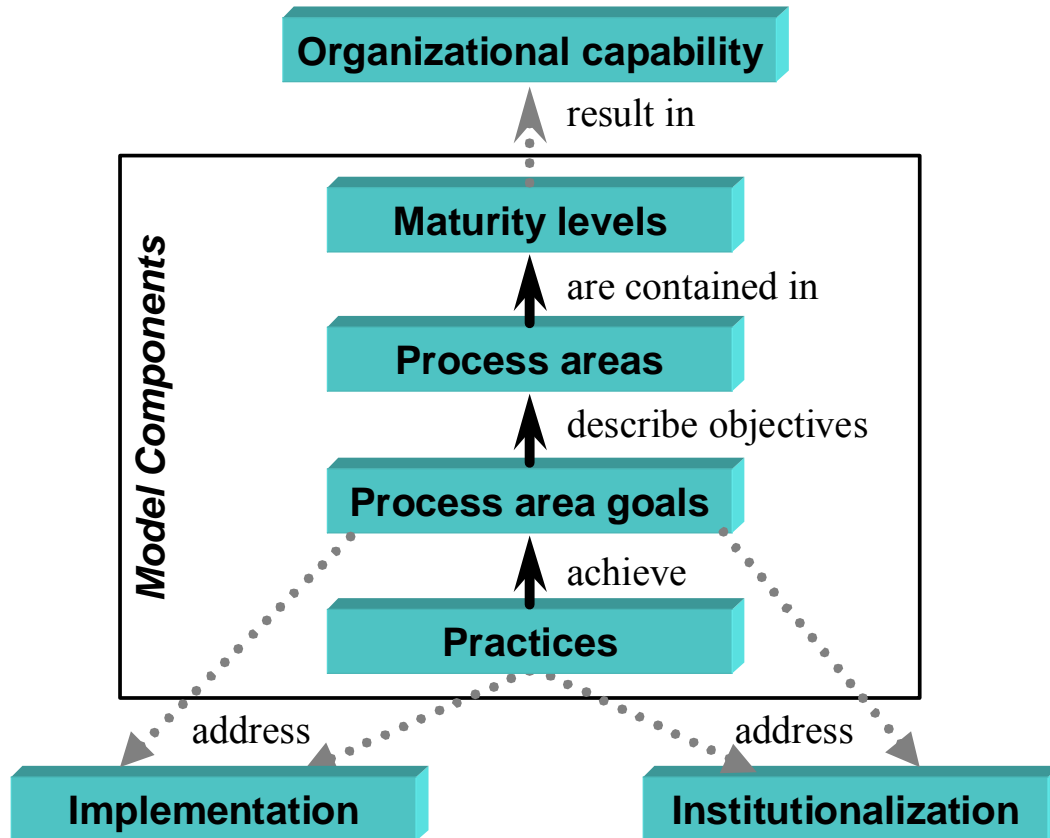 Organizational capability
result in
Maturity levels
are contained in
Process areas
describe objectives
Process area goals
achieve
Practices
Model Components
address
address
Implementation
Institutionalization